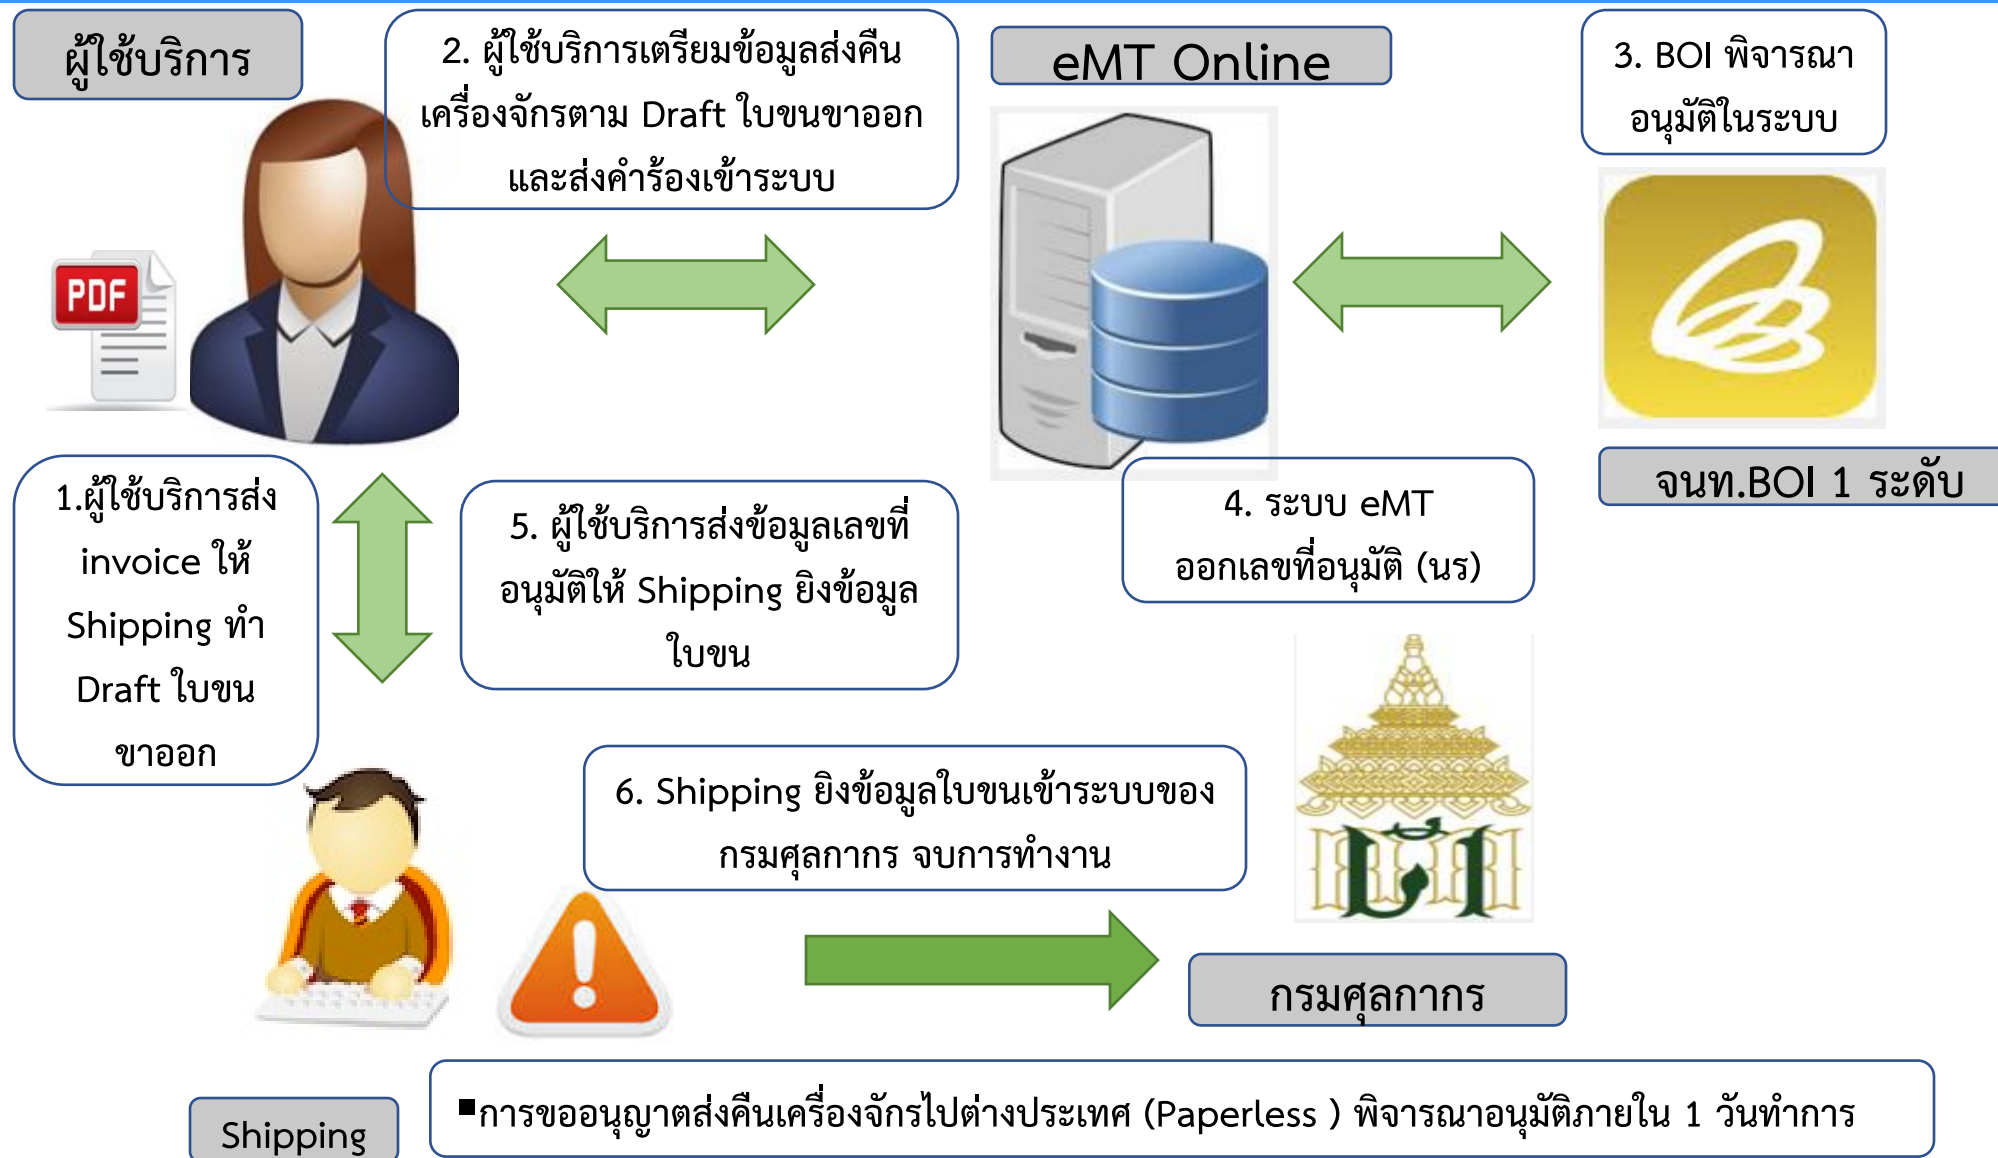 ผู้ใช้บริการ
2. ผู้ใช้บริการเตรียมข้อมูลส่งคืน
เครื่องจักรตาม Draft ใบขนขาออก
และส่งคำร้องเข้าระบบ
eMT Online
3. BOI พิจารณา
อนุมัติในระบบ
PDF
จนท.BOI 1 ระดับ
1.ผู้ใช้บริการส่ง
invoice ให้
Shipping ทำ
Draft ใบขน
ขาออก
5. ผู้ใช้บริการส่งข้อมูลเลขที่
อนุมัติให้ Shipping ยิงข้อมูล
ใบขน
4. ระบบ eMT
ออกเลขที่อนุมัติ (นร)
6. Shipping ยิงข้อมูลใบขนเข้าระบบของ
กรมศุลกากร จบการทำงาน
กรมศุลกากร
Shipping
▪การขออนุญาตส่งคืนเครื่องจักรไปต่างประเทศ (Paperless ) พิจารณาอนุมัติภายใน 1 วันทำการ